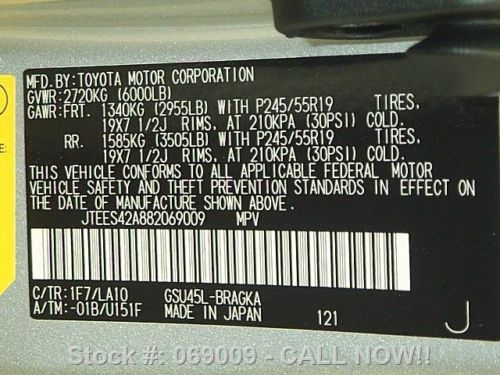 MFD. BY: TOYOTA MOTOR CORPORATION
GVWR: 2720KG (6000LB)
GAWR: FRT. 1340KG (2955LB) WITH P245/55R19 TIRES,
19X7 1/2J RIMS, AT 210KPA (30PSI) COLD.
RR. 1585KG (3505LB) WITH P245/55R19 TIRES,
19X7 1/2J RIMS, AT 210KPA (30PSI) COLD.
THIS VEHICLE CONFORMS TO ALL APPLICABLE FEDERAL MOTOR
VEHICLE SAFETY AND THEFT PREVENTION STANDARDS IN EFFECT ON
THE DATE OF MANUFACTURE SHOWN ABOVE.
JTEES42A882069009 MPV
C/TR: 1F7/LA10 GSU45L-BRAGKA
A/TM: -01B/U151F MADE IN JAPAN 121 J
Stock #: 069009 - CALL NOW!!